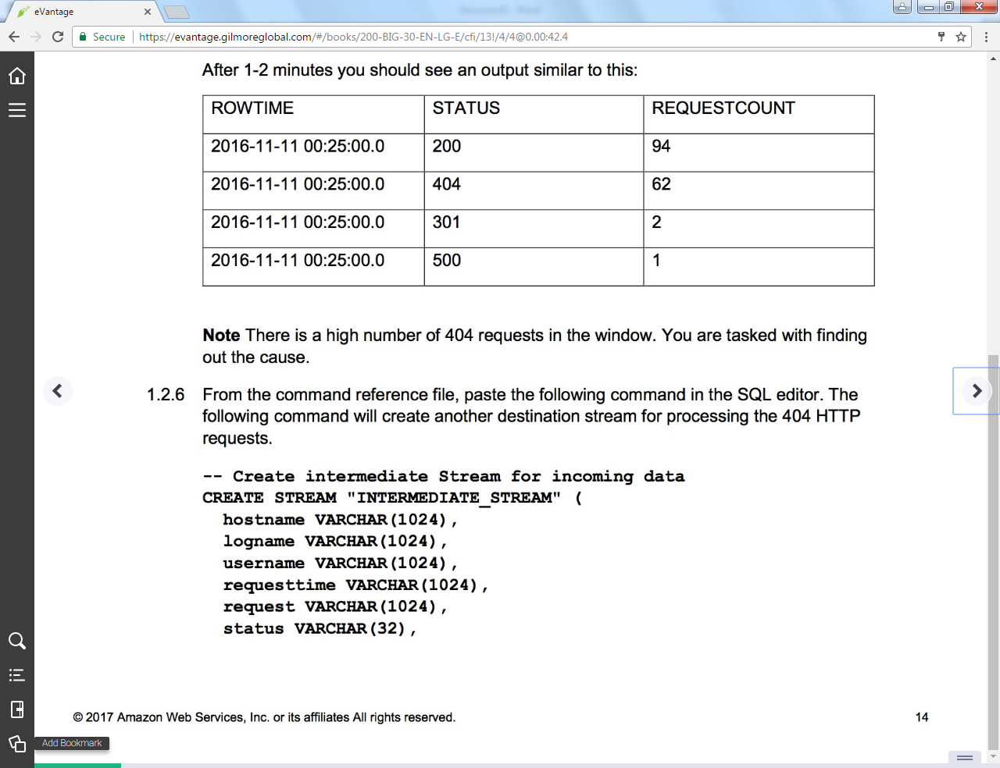 eVantage
Secure https://evantage.gilmoreglobal.com/#/books/200-BIG-30-EN-LG-E/cfi/13!/4/4@0.00:42.4
After 1-2 minutes you should see an output similar to this:
ROWTIME STATUS REQUESTCOUNT
2016-11-11 00:25:00.0 200 94
2016-11-11 00:25:00.0 404 62
2016-11-11 00:25:00.0 301 2
2016-11-11 00:25:00.0 500 1
Note There is a high number of 404 requests in the window. You are tasked with finding
out the cause.
1.2.6 From the command reference file, paste the following command in the SQL editor. The
following command will create another destination stream for processing the 404 HTTP
requests.
-- Create intermediate Stream for incoming data
CREATE STREAM "INTERMEDIATE_STREAM" (
hostname VARCHAR(1024),
logname VARCHAR(1024),
username VARCHAR(1024),
requesttime VARCHAR(1024),
request VARCHAR(1024),
status VARCHAR(32),
© 2017 Amazon Web Services, Inc. or its affiliates All rights reserved. 14
Add Bookmark